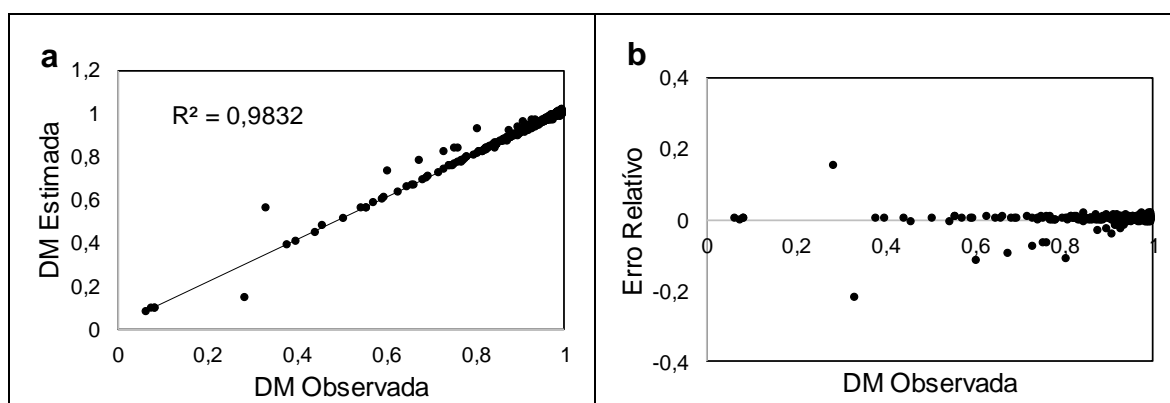 a
1,2
1
0,8
0,6
0,4
0,2
0
R² = 0,9832
DM Estimada
0 0,2 0,4 0,6 0,8 1
DM Observada
b
0,4
0,2
0
-0,2
-0,4
Erro Relatívo
0 0,2 0,4 0,6 0,8 1
DM Observada